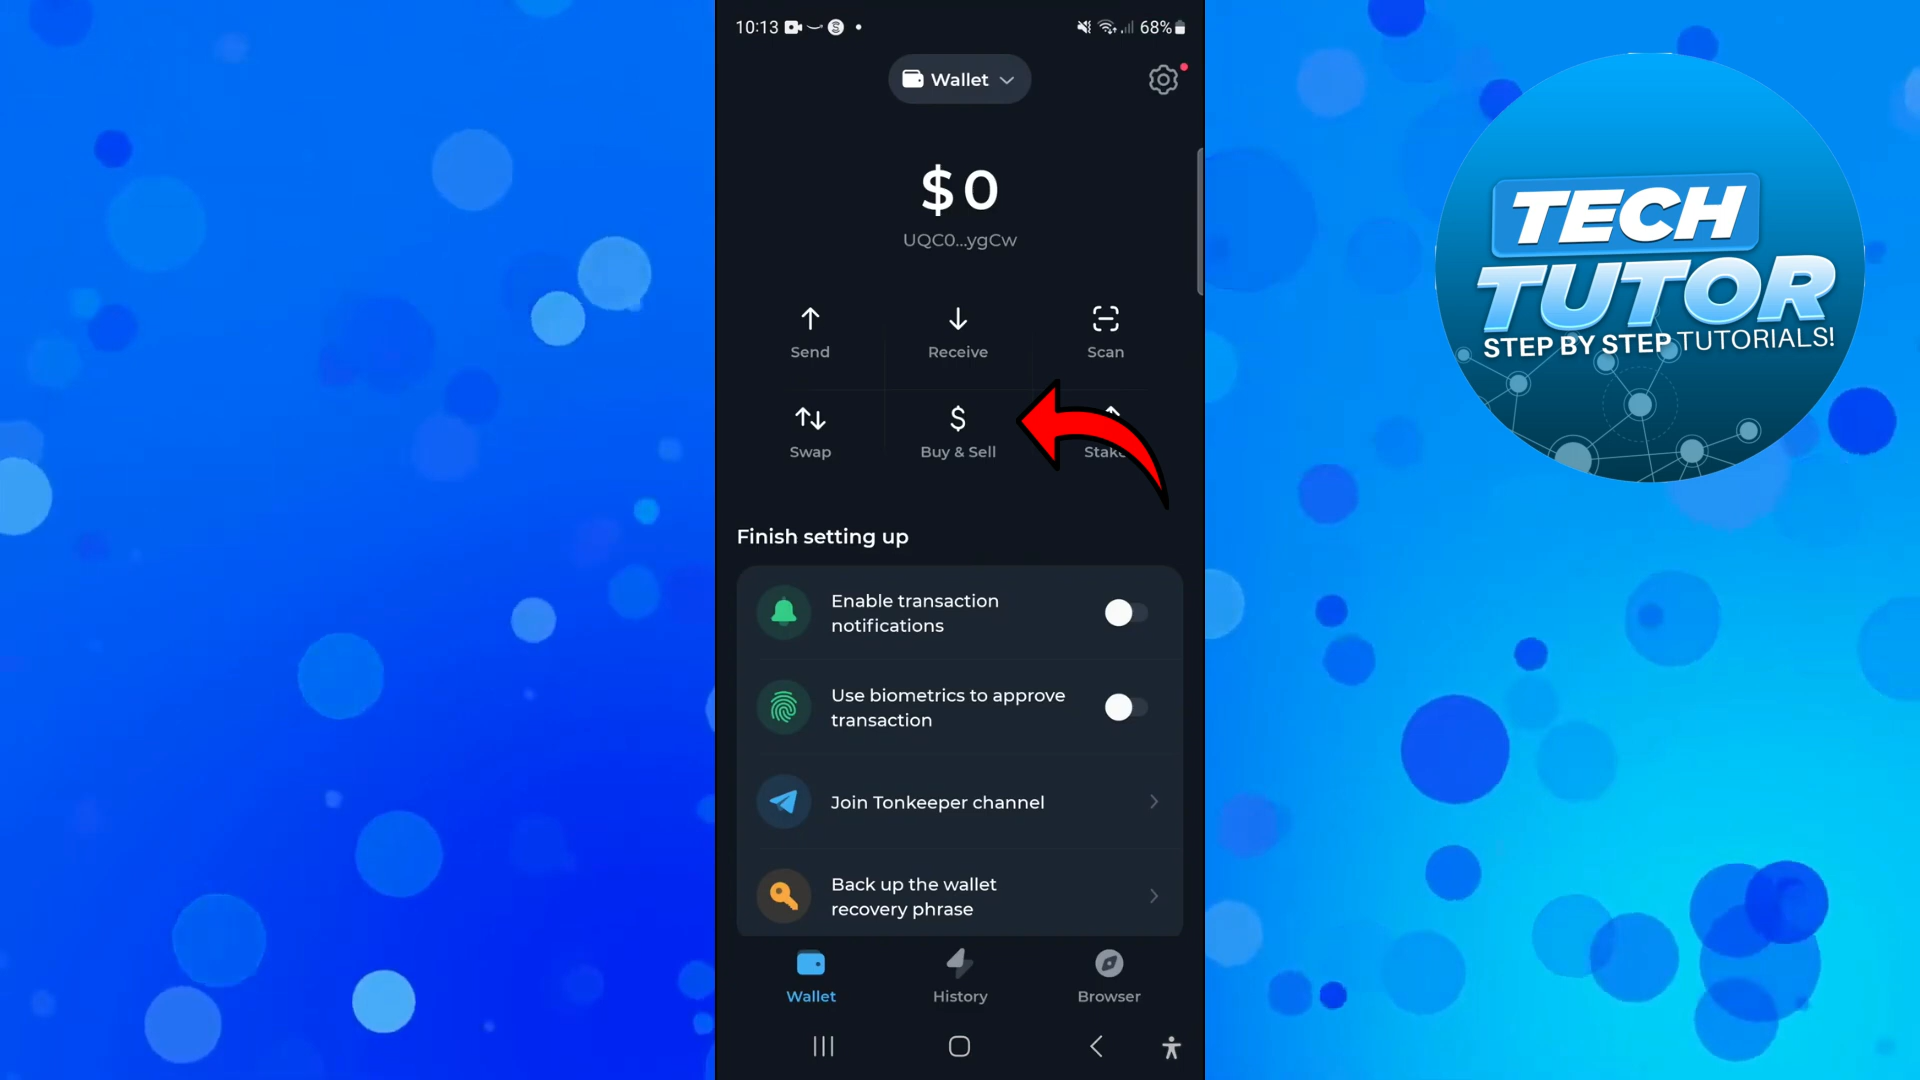 10:13
68%
Wallet
$0
UQC0...ygCw
Send
Receive
Scan
Swap
Buy & Sell
Stake
Finish setting up
Enable transaction
notifications
Use biometrics to approve
transaction
Join Tonkeeper channel
Back up the wallet
recovery phrase
Wallet
History
Browser
TECH
TUTOR
STEP BY STEP TUTORIALS!